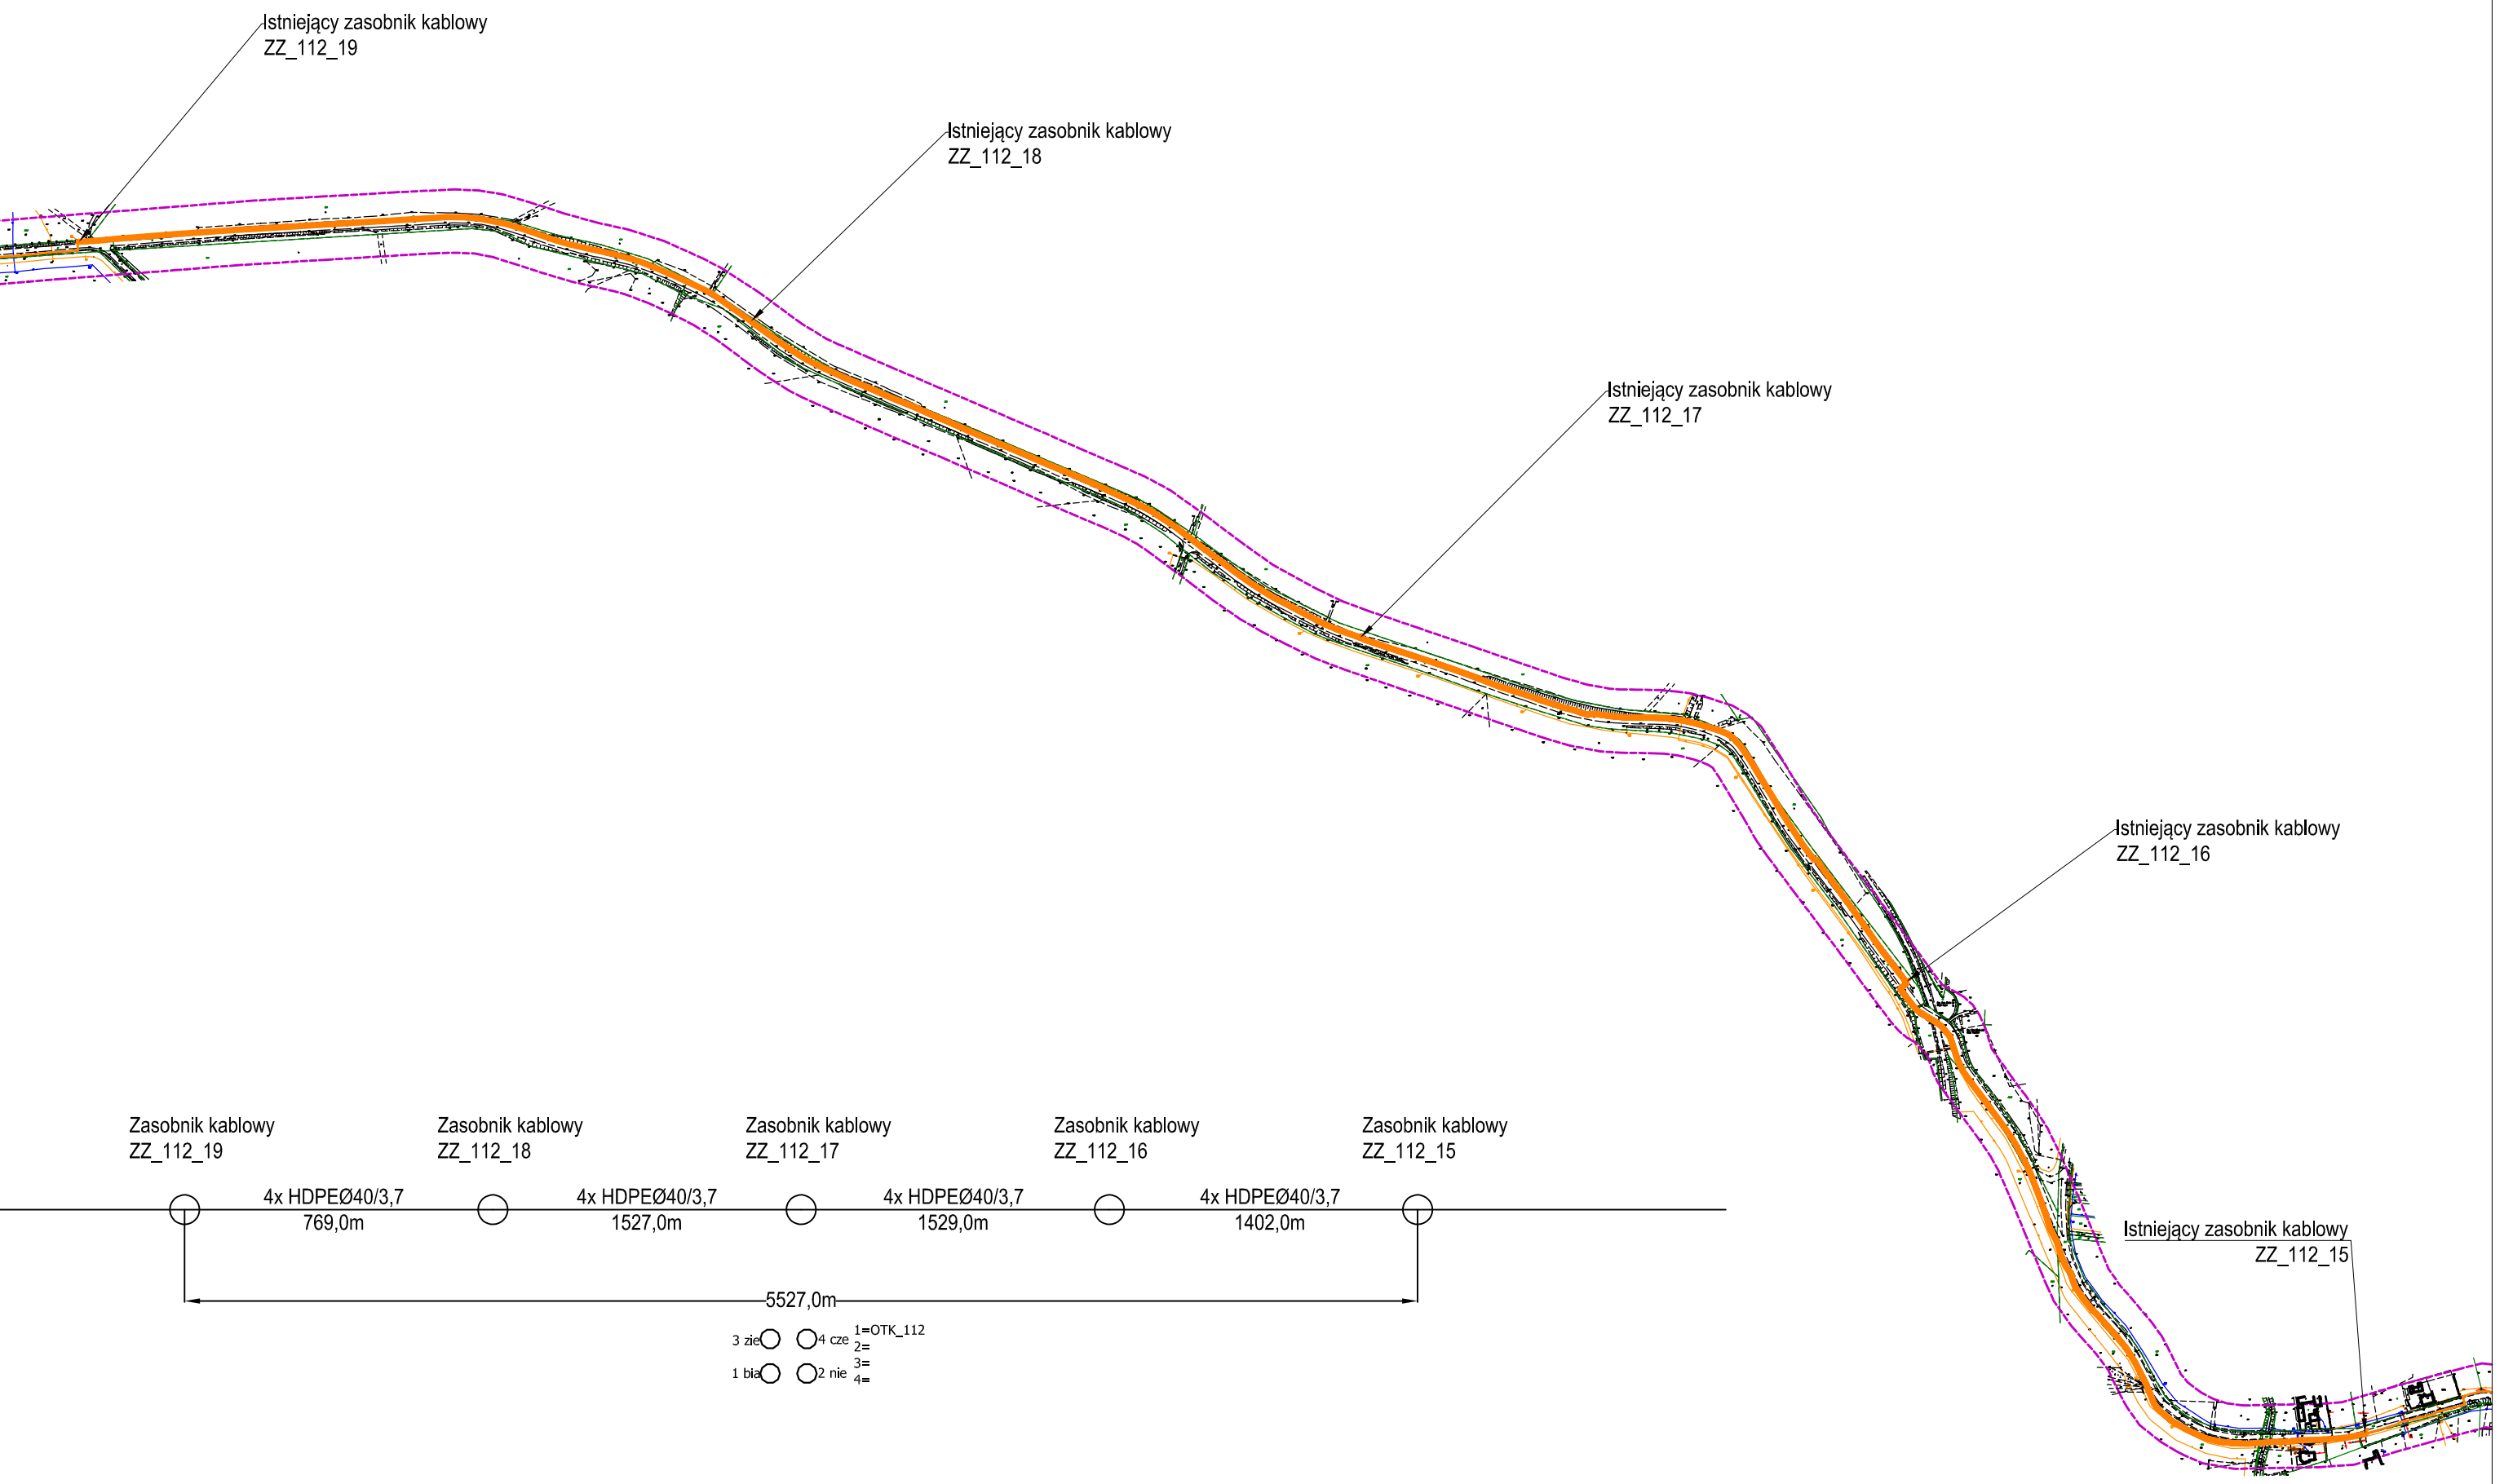 Istniejący zasobnik kablowy
ZZ_112_19
Istniejący zasobnik kablowy
ZZ_112_18
Istniejący zasobnik kablowy
ZZ_112_17
Istniejący zasobnik kablowy
ZZ_112_16
Zasobnik kablowy
ZZ_112_19
Zasobnik kablowy
ZZ_112_18
Zasobnik kablowy
ZZ_112_17
Zasobnik kablowy
ZZ_112_16
Zasobnik kablowy
ZZ_112_15
4x HDPEØ40/3,7
769,0m
4x HDPEØ40/3,7
1527,0m
4x HDPEØ40/3,7
1529,0m
4x HDPEØ40/3,7
1402,0m
Istniejący zasobnik kablowy
ZZ_112_15
5527,0m
3 zie
4 cze
1 bia
2 nie
1=OTK_112
2=
3=
4=